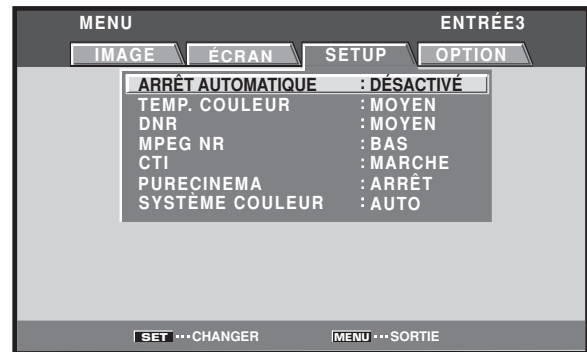 MENU ENTRÉE3
IMAGE ÉCRAN SETUP OPTION
ARRÊT AUTOMATIQUE : DÉSACTIVÉ
TEMP. COULEUR : MOYEN
DNR : MOYEN
MPEG NR : BAS
CTI : MARCHE
PURECINEMA : ARRÊT
SYSTÈME COULEUR : AUTO
SET ··· CHANGER MENU ··· SORTIE